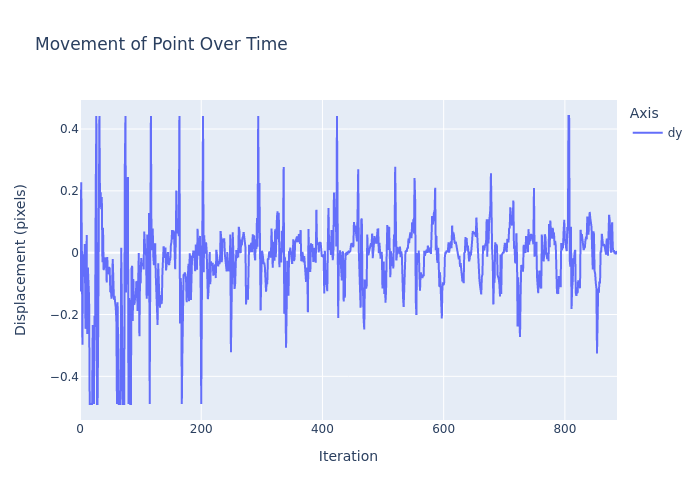 Movement of Point Over Time
Axis
dy
Displacement (pixels)
0.4
0.2
0
−0.2
−0.4
0
200
400
600
800
Iteration